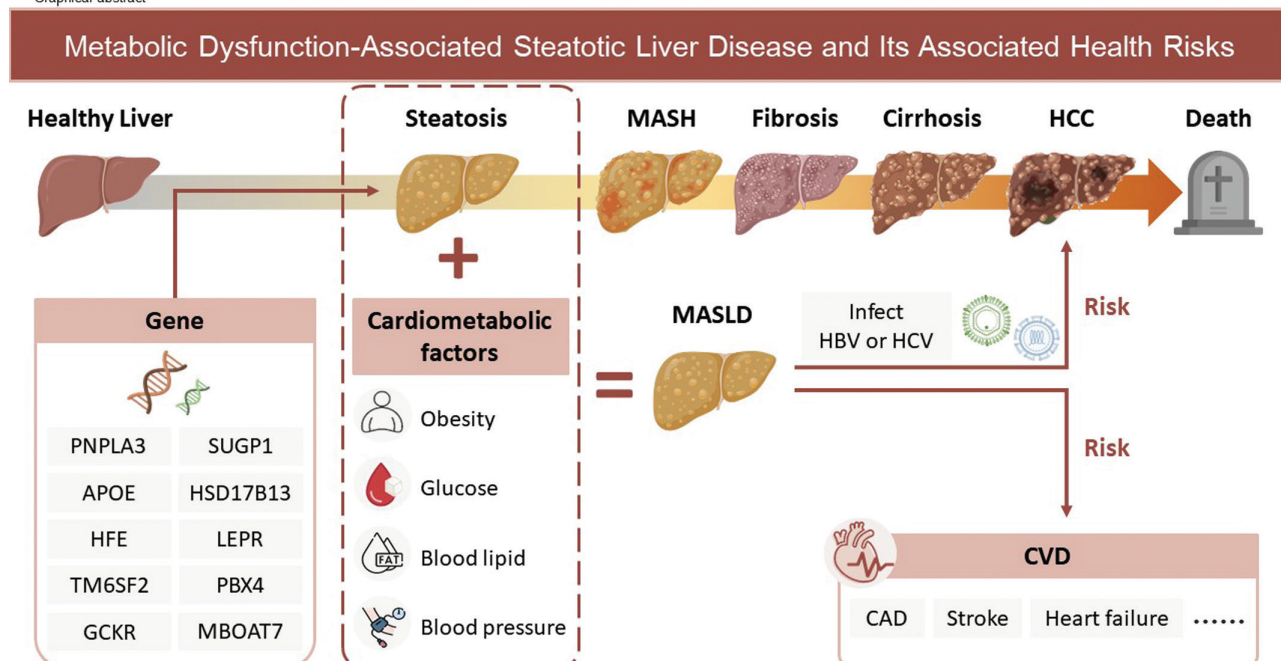 Graphical abstract
Metabolic Dysfunction-Associated Steatotic Liver Disease and Its Associated Health Risks
Healthy Liver
Steatosis
MASH
Fibrosis
Cirrhosis
HCC
Death
+
Gene
PNPLA3
SUGP1
APOE
HSD17B13
HFE
LEPR
TM6SF2
PBX4
GCKR
MBOAT7
Cardiometabolic
factors
Obesity
Glucose
FAT
Blood lipid
Blood pressure
=
MASLD
Infect
HBV or HCV
Risk
Risk
CVD
CAD
Stroke
Heart failure
......